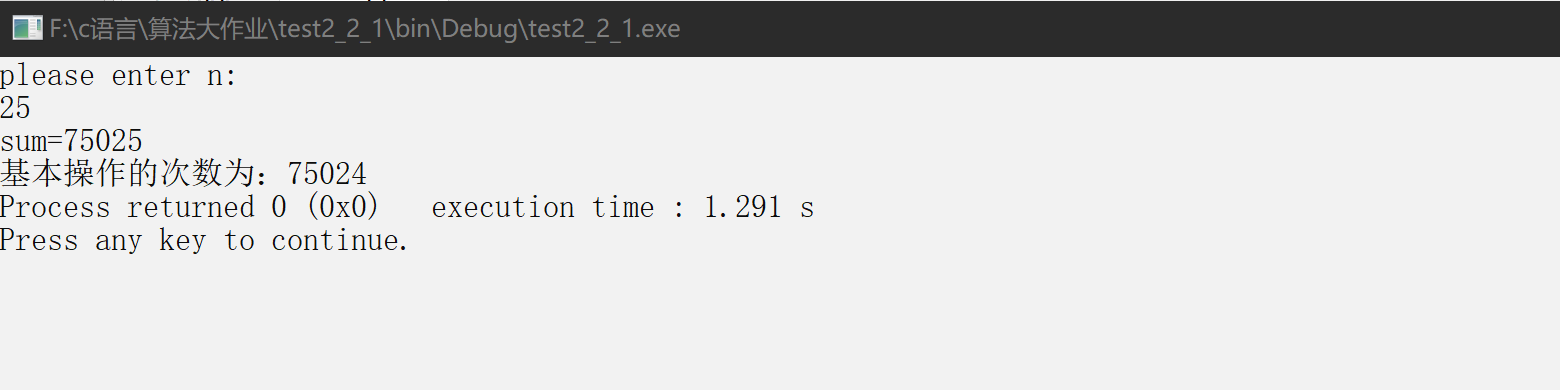 F:\c语言\算法大作业\test2_2_1\bin\Debug\test2_2_1.exe
please enter n:
25
sum=75025
基本操作的次数为：75024
Process returned 0 (0x0)   execution time : 1.291 s
Press any key to continue.